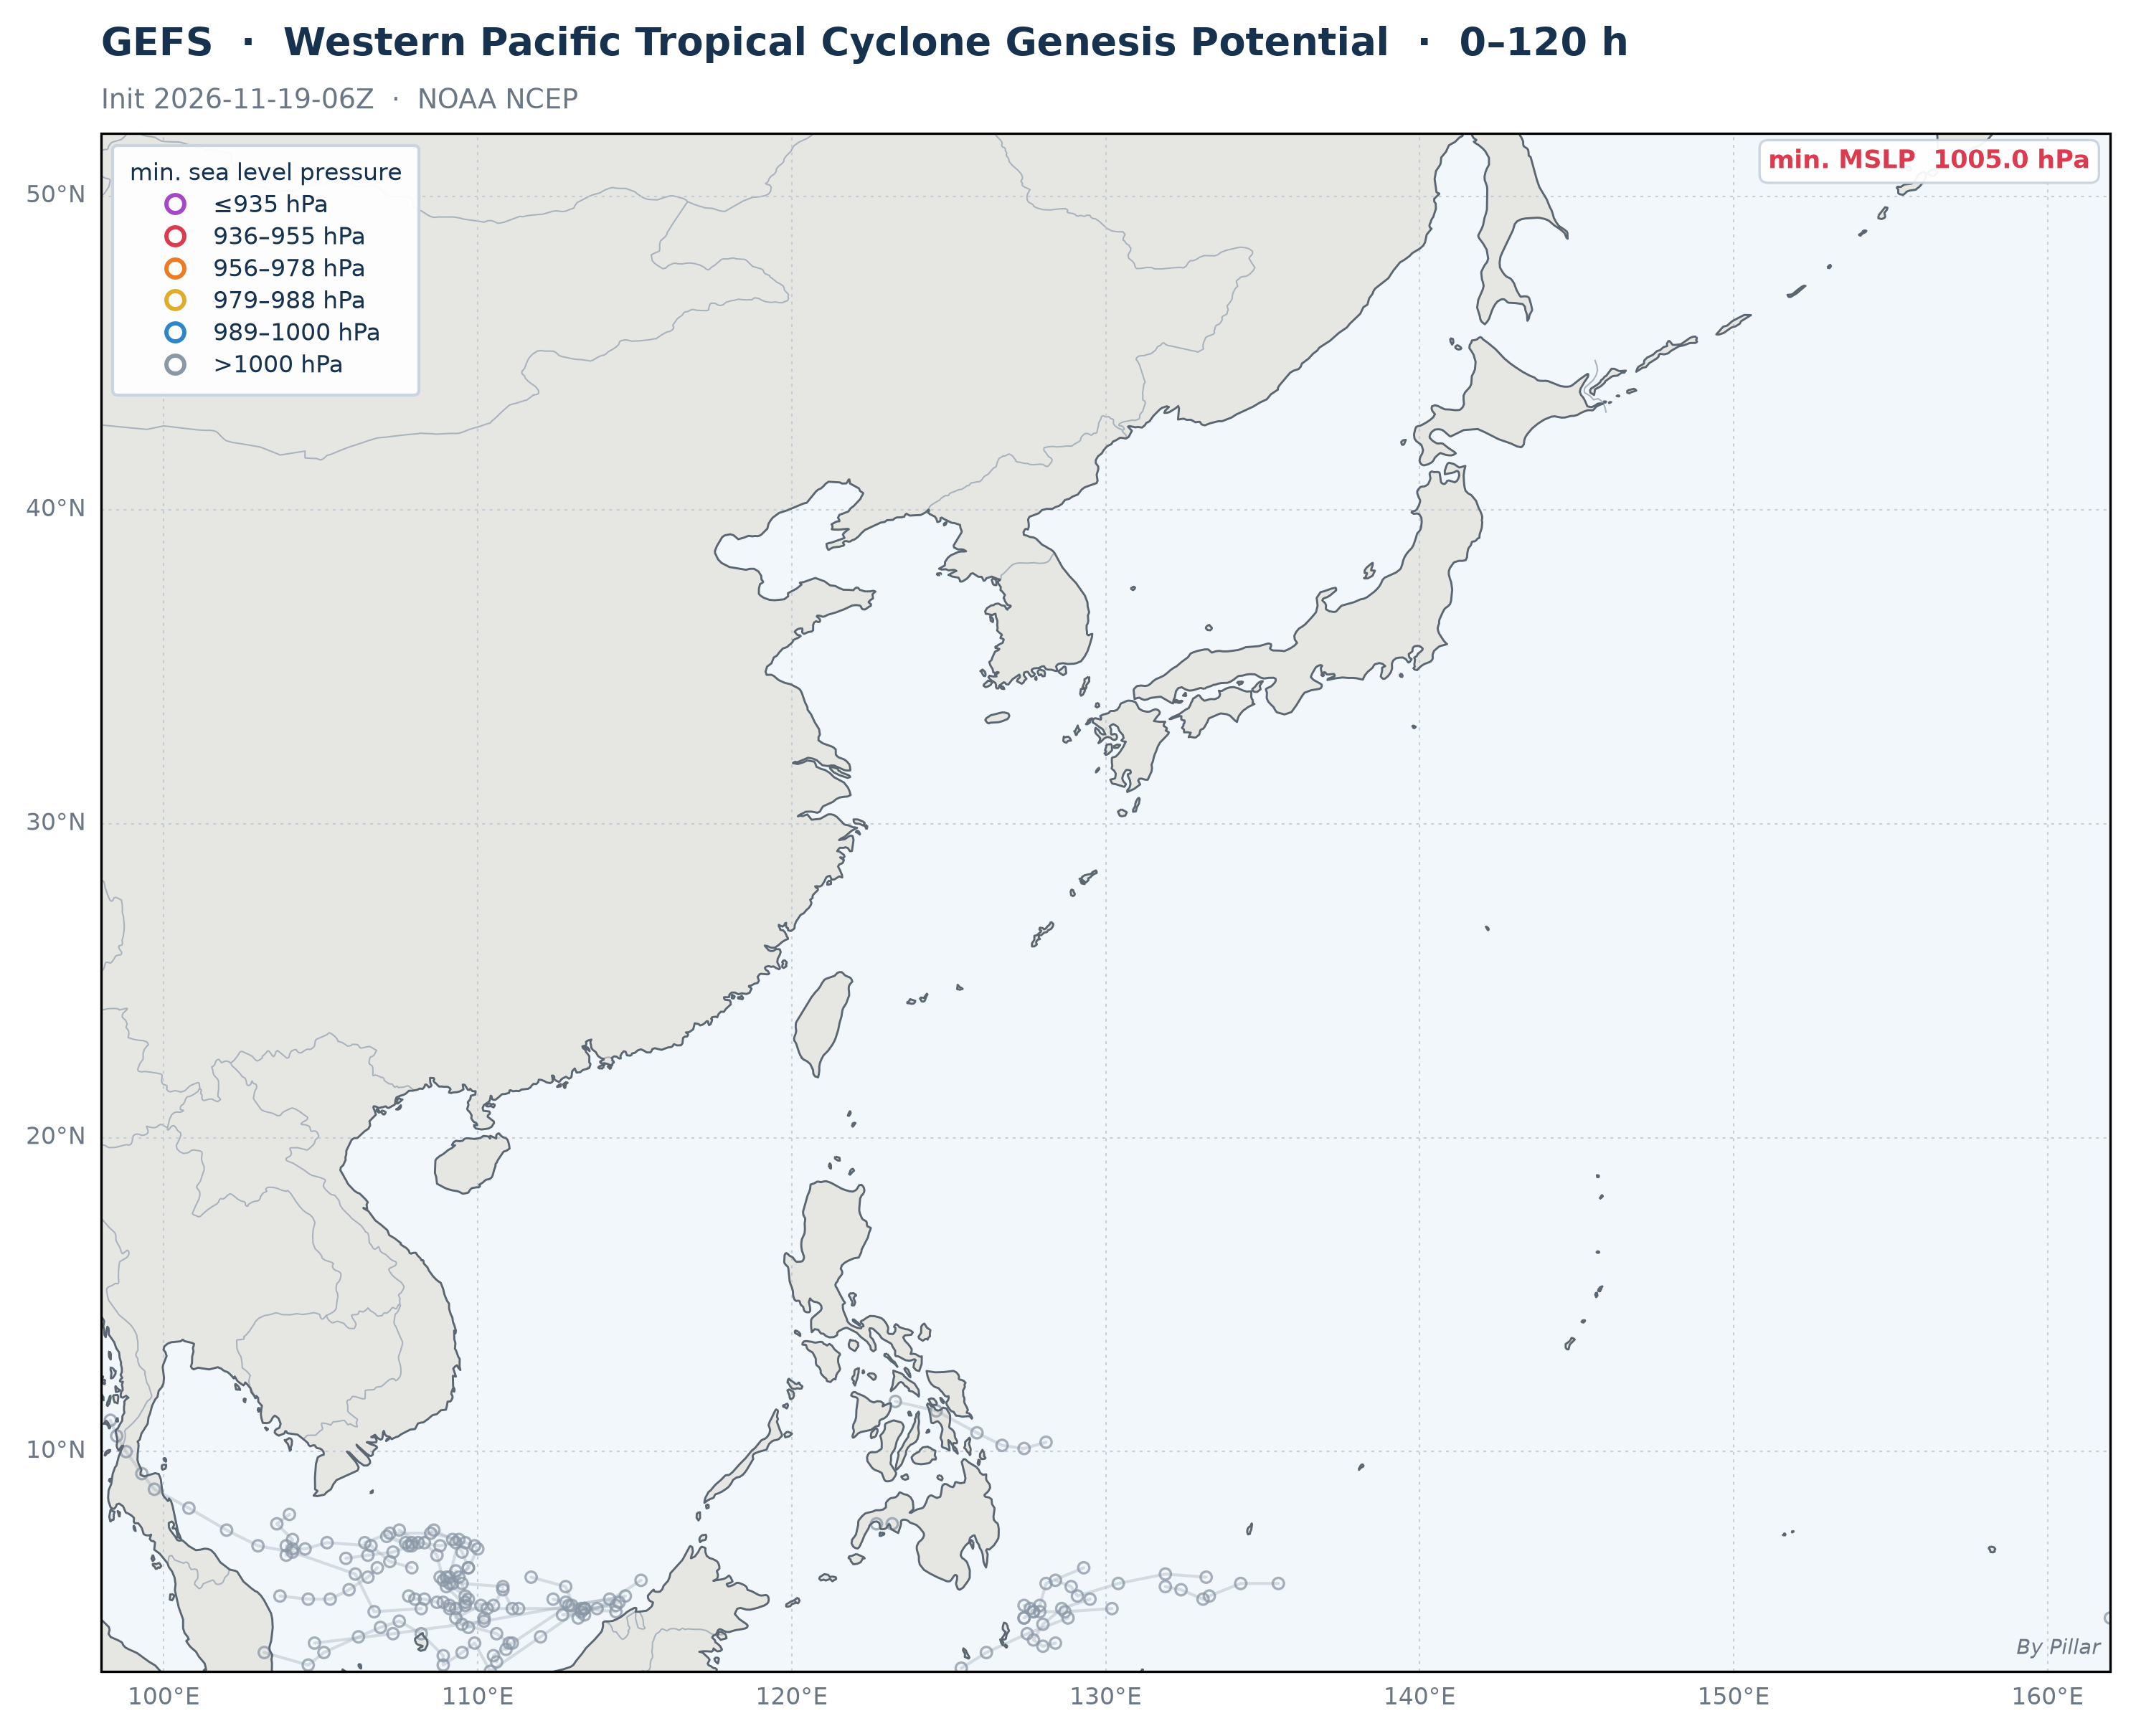 GEFS · Western Pacific Tropical Cyclone Genesis Potential · 0–120 h
Init 2026-11-19-06Z · NOAA NCEP
min. sea level pressure
≤935 hPa
936–955 hPa
956–978 hPa
979–988 hPa
989–1000 hPa
>1000 hPa
min. MSLP 1005.0 hPa
50°N
40°N
30°N
20°N
10°N
By Pillar
100°E 110°E 120°E 130°E 140°E 150°E 160°E